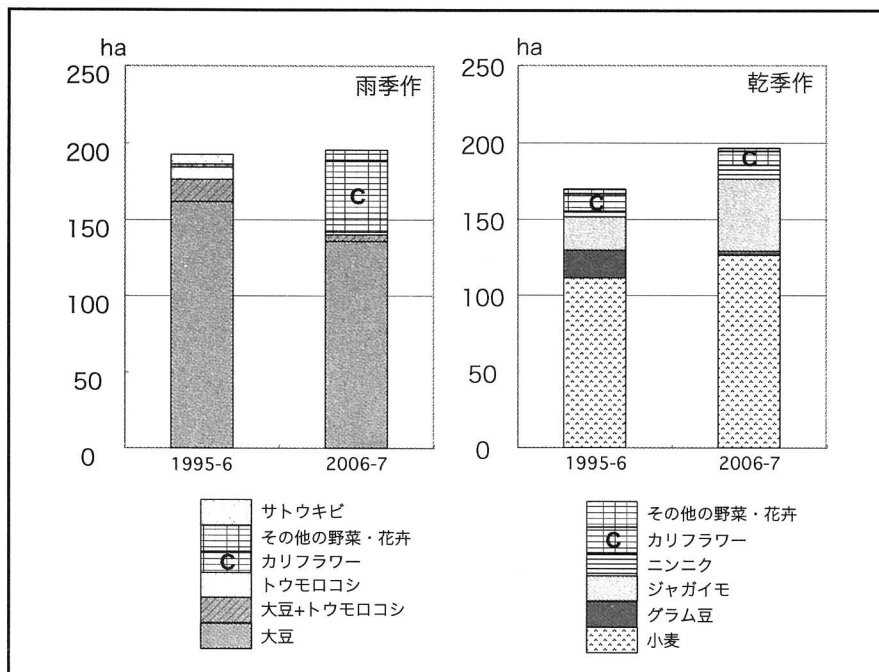 ha
250
200
150
100
50
0
雨季作
1995-6
2006-7
C
サトウキビ
その他の野菜・花卉
C
カリフラワー
トウモロコシ
大豆+トウモロコシ
大豆
ha
250
200
150
100
50
0
乾季作
C
C
1995-6
2006-7
その他の野菜・花卉
C
カリフラワー
ニンニク
ジャガイモ
グラム豆
小麦